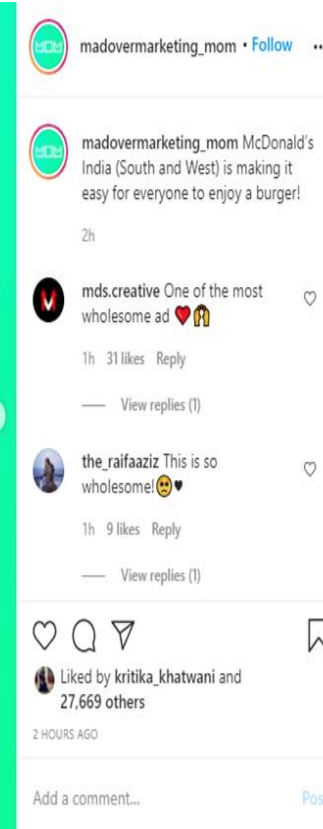 MOM
madovermarketing_mom • Follow ...
MOM
madovermarketing_mom McDonald's
India (South and West) is making it
easy for everyone to enjoy a burger!
2h
mds.creative One of the most
wholesome ad ❤️🙌
1h 31 likes Reply
View replies (1)
the_raifaaziz This is so
wholesome!🥺♥
1h 9 likes Reply
View replies (1)
Liked by kritika_khatwani and
27,669 others
2 HOURS AGO
Add a comment... Pos